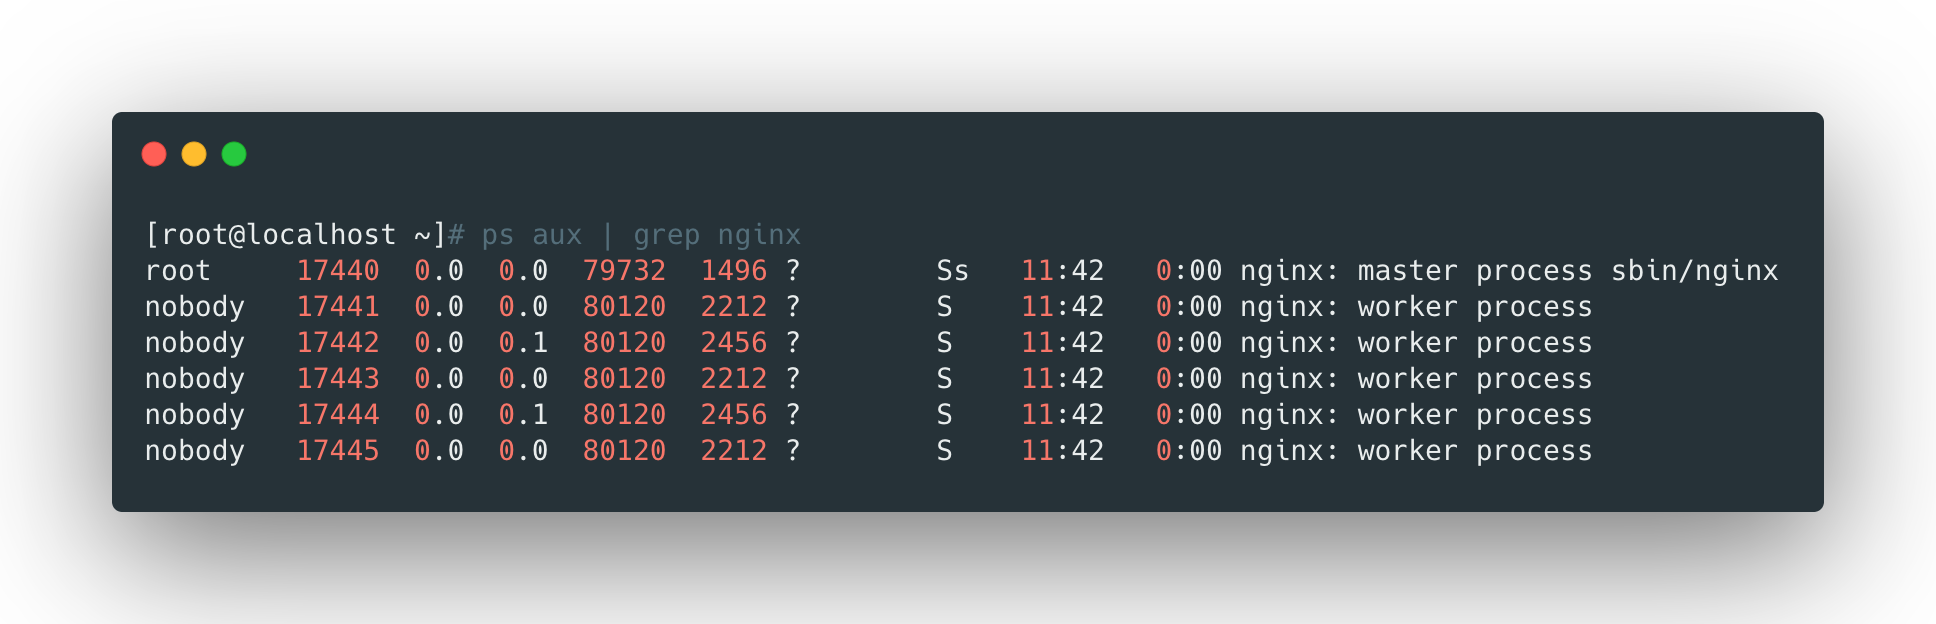 [root@localhost ~]# ps aux | grep nginx
root     17440  0.0  0.0  79732  1496 ?        Ss   11:42   0:00 nginx: master process sbin/nginx
nobody   17441  0.0  0.0  80120  2212 ?        S    11:42   0:00 nginx: worker process
nobody   17442  0.0  0.1  80120  2456 ?        S    11:42   0:00 nginx: worker process
nobody   17443  0.0  0.0  80120  2212 ?        S    11:42   0:00 nginx: worker process
nobody   17444  0.0  0.1  80120  2456 ?        S    11:42   0:00 nginx: worker process
nobody   17445  0.0  0.0  80120  2212 ?        S    11:42   0:00 nginx: worker process